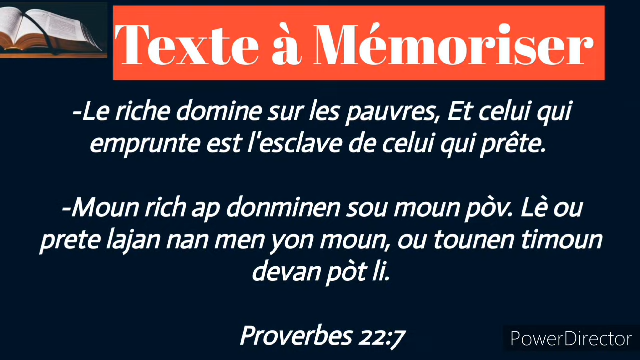 Texte à Mémoriser
-Le riche domine sur les pauvres, Et celui qui
emprunte est l'esclave de celui qui prête.
-Moun rich ap donminen sou moun pòv. Lè ou
prete lajan nan men yon moun, ou tounen timoun
devan pòt li.
Proverbes 22:7
PowerDirector